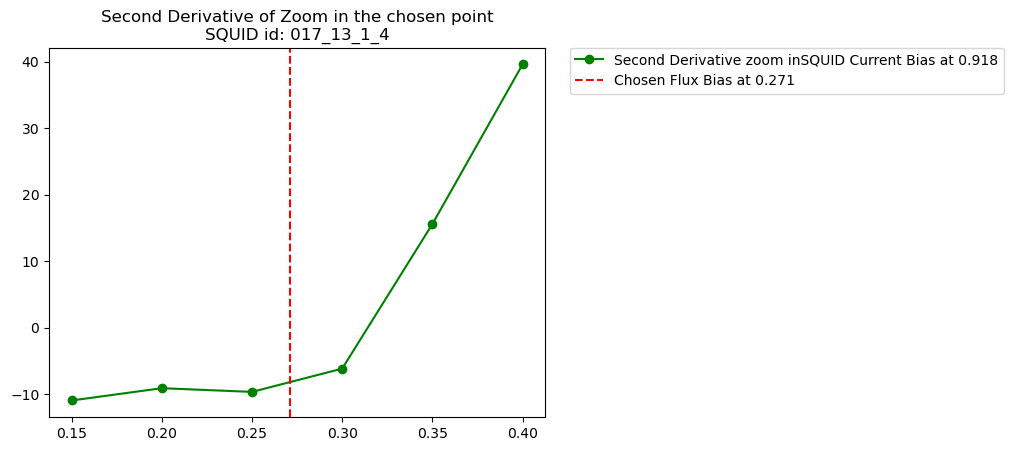 Second Derivative of Zoom in the chosen point
SQUID id: 017_13_1_4
Second Derivative zoom inSQUID Current Bias at 0.918
Chosen Flux Bias at 0.271
40
30
20
10
0
−10
0.15 0.20 0.25 0.30 0.35 0.40